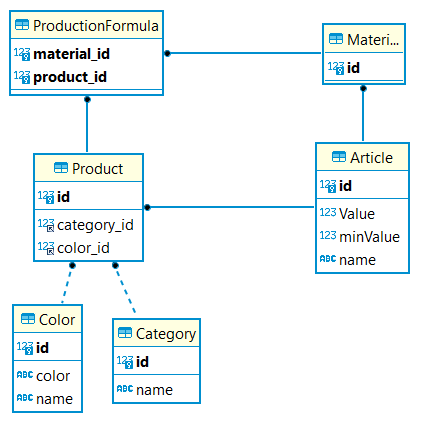 ProductionFormula
123 material_id
123 product_id
Materi...
123 id
Product
123 id
123 category_id
123 color_id
Article
123 id
123 Value
123 minValue
ABC name
Color
123 id
ABC color
ABC name
Category
123 id
ABC name